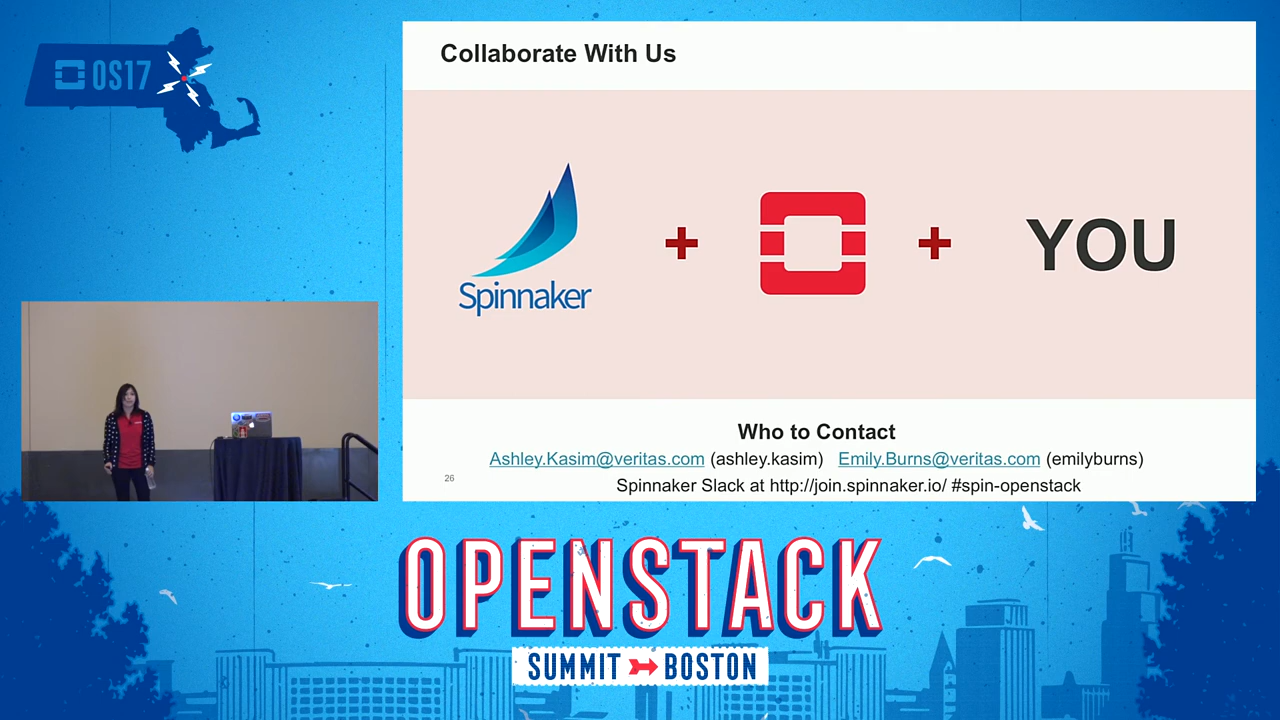 OS17
Collaborate With Us
Spinnaker
+
+
YOU
Who to Contact
Ashley.Kasim@veritas.com (ashley.kasim) Emily.Burns@veritas.com (emilyburns)
26
Spinnaker Slack at http://join.spinnaker.io/ #spin-openstack
OPENSTACK
SUMMIT BOSTON